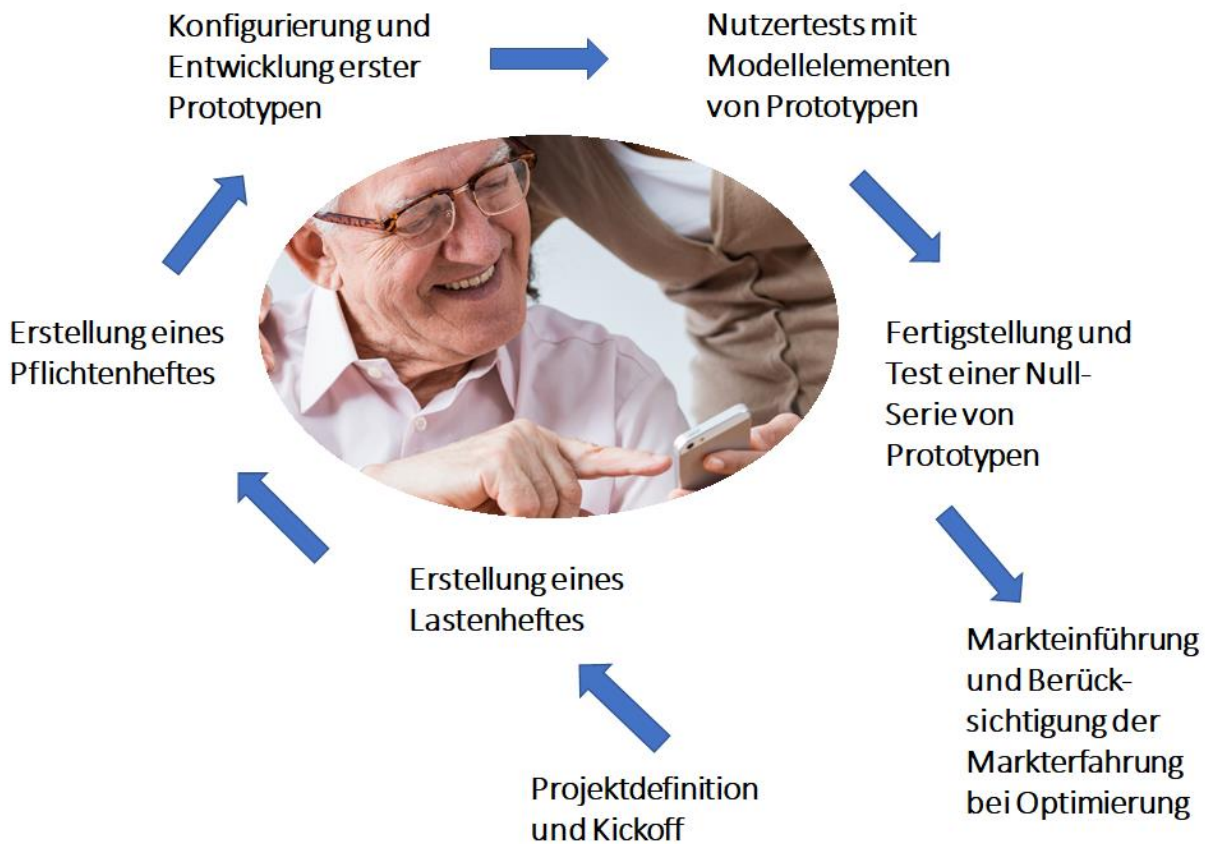 Konfigurierung und
Entwicklung erster
Prototypen
Nutzertests mit
Modellelementen
von Prototypen
Erstellung eines
Pflichtenheftes
Fertigstellung und
Test einer Null-
Serie von
Prototypen
Erstellung eines
Lastenheftes
Markteinführung
und Berück-
sichtigung der
Markterfahrung
bei Optimierung
Projektdefinition
und Kickoff